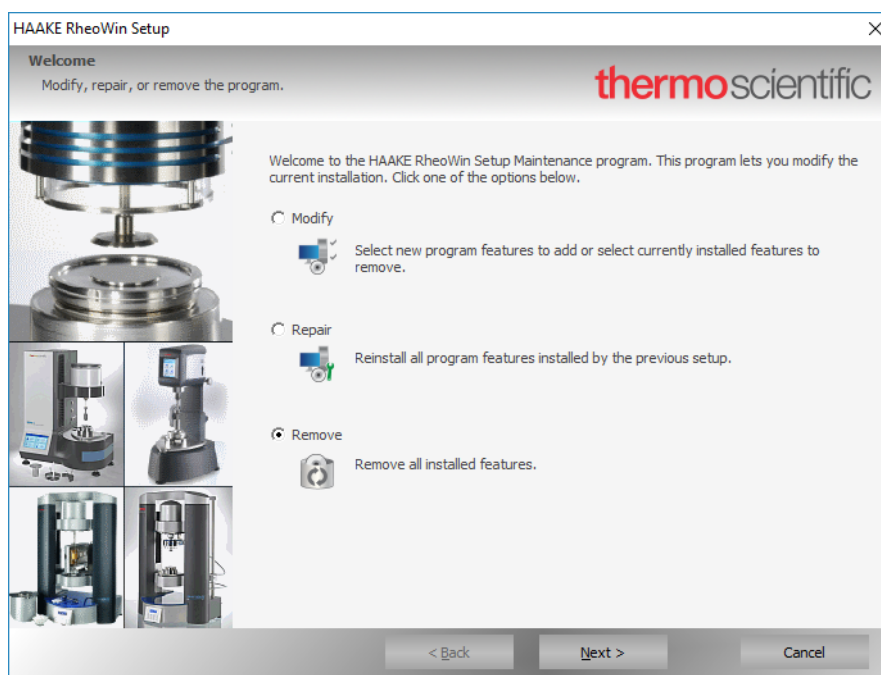 HAAKE RheoWin Setup
Welcome
Modify, repair, or remove the program.
thermoscientific
Welcome to the HAAKE RheoWin Setup Maintenance program. This program lets you modify the
current installation. Click one of the options below.
Modify
Select new program features to add or select currently installed features to
remove.
Repair
Reinstall all program features installed by the previous setup.
Remove
Remove all installed features.
< Back
Next >
Cancel